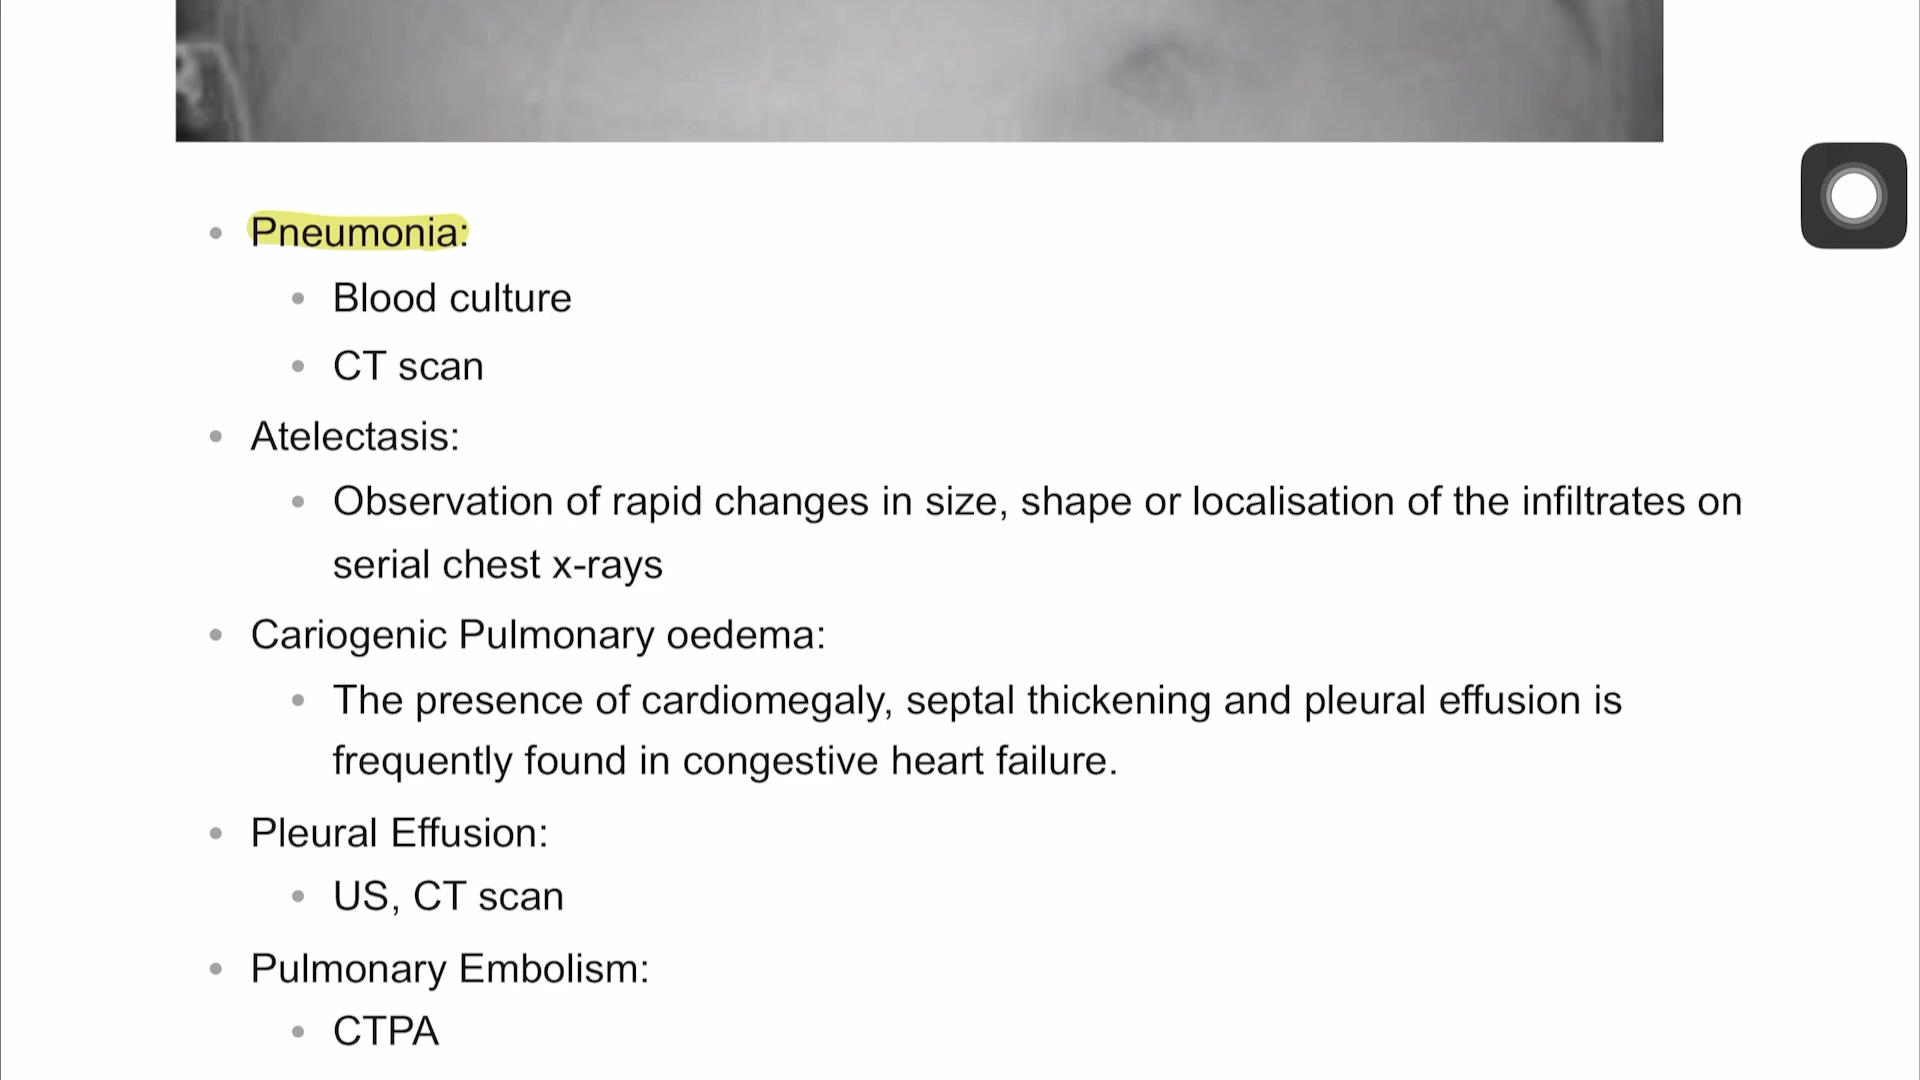 Pneumonia:
Blood culture
CT scan
Atelectasis:
Observation of rapid changes in size, shape or localisation of the infiltrates on
serial chest x-rays
Cariogenic Pulmonary oedema:
The presence of cardiomegaly, septal thickening and pleural effusion is
frequently found in congestive heart failure.
Pleural Effusion:
US, CT scan
Pulmonary Embolism:
CTPA